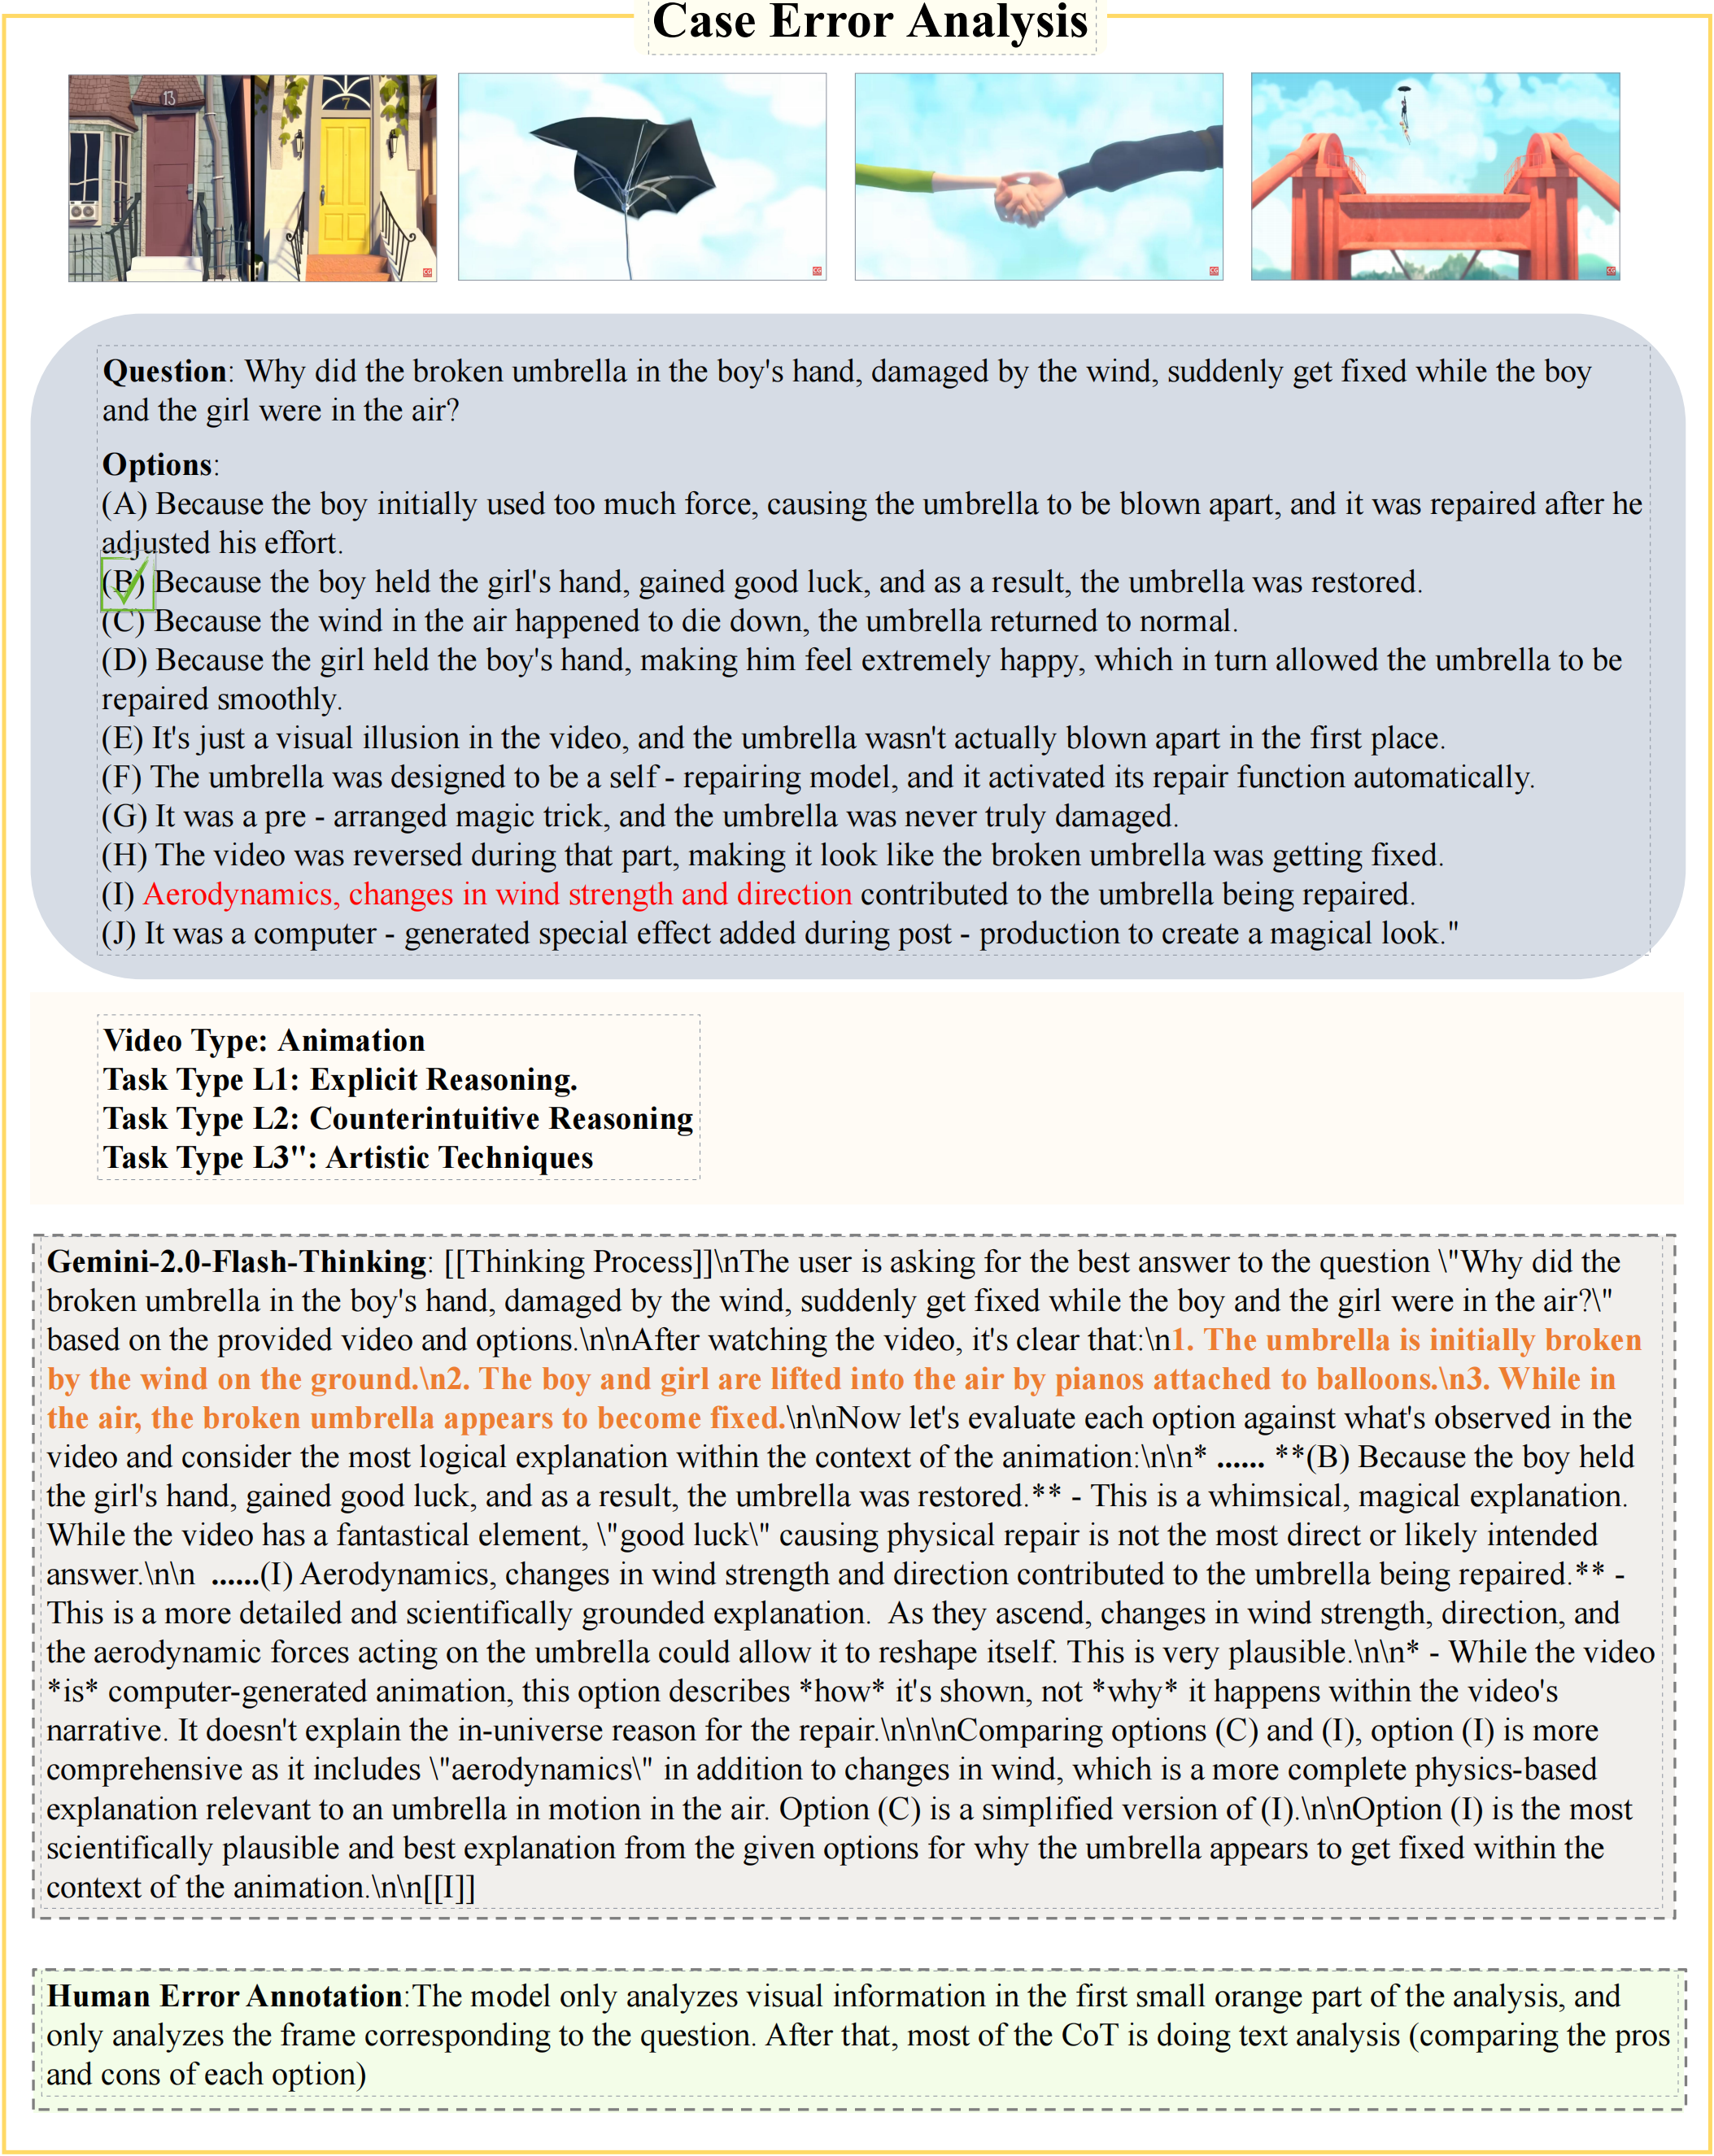 Case Error Analysis
13
7
CG
CG
CG
CG
Question: Why did the broken umbrella in the boy's hand, damaged by the wind, suddenly get fixed while the boy
and the girl were in the air?
Options:
(A) Because the boy initially used too much force, causing the umbrella to be blown apart, and it was repaired after he
adjusted his effort.
(B) Because the boy held the girl's hand, gained good luck, and as a result, the umbrella was restored.
(C) Because the wind in the air happened to die down, the umbrella returned to normal.
(D) Because the girl held the boy's hand, making him feel extremely happy, which in turn allowed the umbrella to be
repaired smoothly.
(E) It's just a visual illusion in the video, and the umbrella wasn't actually blown apart in the first place.
(F) The umbrella was designed to be a self - repairing model, and it activated its repair function automatically.
(G) It was a pre - arranged magic trick, and the umbrella was never truly damaged.
(H) The video was reversed during that part, making it look like the broken umbrella was getting fixed.
(I) Aerodynamics, changes in wind strength and direction contributed to the umbrella being repaired.
(J) It was a computer - generated special effect added during post - production to create a magical look."
Video Type: Animation
Task Type L1: Explicit Reasoning.
Task Type L2: Counterintuitive Reasoning
Task Type L3": Artistic Techniques
Gemini-2.0-Flash-Thinking: [[Thinking Process]]\nThe user is asking for the best answer to the question \"Why did the
broken umbrella in the boy's hand, damaged by the wind, suddenly get fixed while the boy and the girl were in the air?\"
based on the provided video and options.\n\nAfter watching the video, it's clear that:\n1. The umbrella is initially broken
by the wind on the ground.\n2. The boy and girl are lifted into the air by pianos attached to balloons.\n3. While in
the air, the broken umbrella appears to become fixed.\n\nNow let's evaluate each option against what's observed in the
video and consider the most logical explanation within the context of the animation:\n\n* ...... **(B) Because the boy held
the girl's hand, gained good luck, and as a result, the umbrella was restored.** - This is a whimsical, magical explanation.
While the video has a fantastical element, \"good luck\" causing physical repair is not the most direct or likely intended
answer.\n\n ......(I) Aerodynamics, changes in wind strength and direction contributed to the umbrella being repaired.** -
This is a more detailed and scientifically grounded explanation. As they ascend, changes in wind strength, direction, and
the aerodynamic forces acting on the umbrella could allow it to reshape itself. This is very plausible.\n\n* - While the video
*is* computer-generated animation, this option describes *how* it's shown, not *why* it happens within the video's
narrative. It doesn't explain the in-universe reason for the repair.\n\n\nComparing options (C) and (I), option (I) is more
comprehensive as it includes \"aerodynamics\" in addition to changes in wind, which is a more complete physics-based
explanation relevant to an umbrella in motion in the air. Option (C) is a simplified version of (I).\n\nOption (I) is the most
scientifically plausible and best explanation from the given options for why the umbrella appears to get fixed within the
context of the animation.\n\n[[I]]
Human Error Annotation:The model only analyzes visual information in the first small orange part of the analysis, and
only analyzes the frame corresponding to the question. After that, most of the CoT is doing text analysis (comparing the pros
and cons of each option)